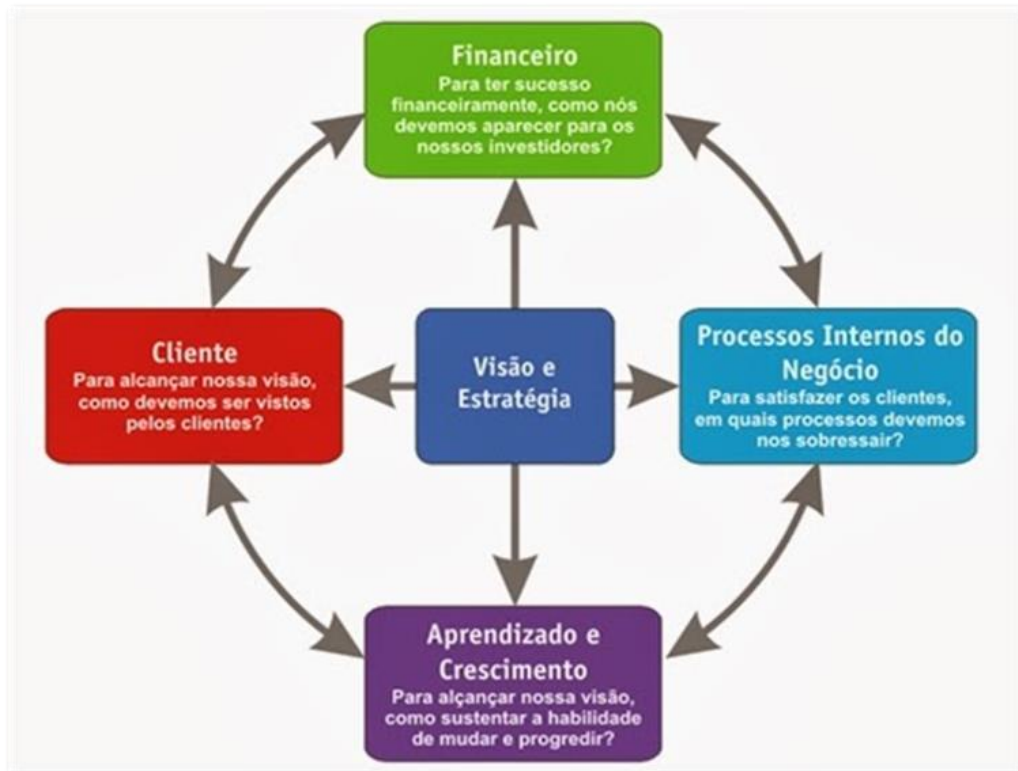 Financeiro
Para ter sucesso
financeiramente, como nós
devemos aparecer para os
nossos investidores?
Cliente
Para alcançar nossa visão,
como devemos ser vistos
pelos clientes?
Visão e
Estratégia
Processos Internos do
Negócio
Para satisfazer os clientes,
em quais processos devemos
nos sobressair?
Aprendizado e
Crescimento
Para alçançar nossa visão,
como sustentar a habilidade
de mudar e progredir?